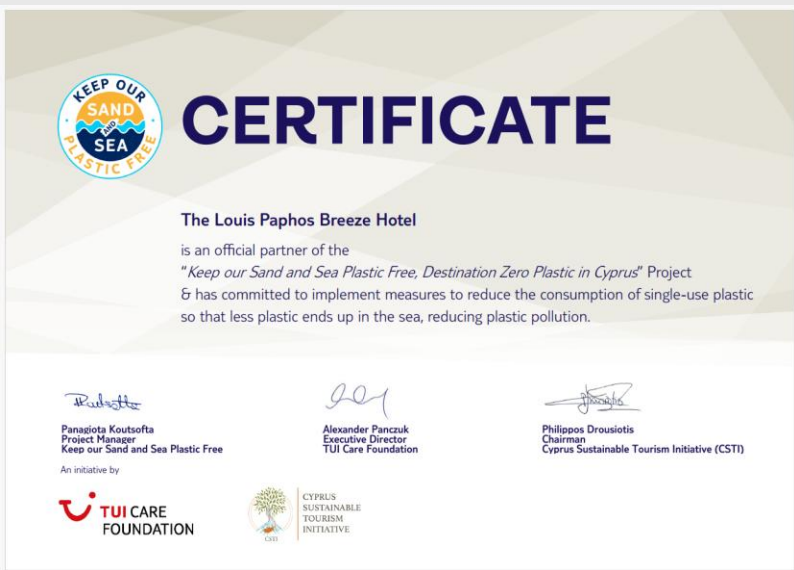 KEEP OUR
SAND
AND
SEA
PLASTIC FREE
CERTIFICATE
The Louis Paphos Breeze Hotel
is an official partner of the
"Keep our Sand and Sea Plastic Free, Destination Zero Plastic in Cyprus" Project
& has committed to implement measures to reduce the consumption of single-use plastic
so that less plastic ends up in the sea, reducing plastic pollution.
Panagiota Koutsofta
Project Manager
Keep our Sand and Sea Plastic Free
Alexander Panczuk
Executive Director
TUI Care Foundation
Philippos Drousiotis
Chairman
Cyprus Sustainable Tourism Initiative (CSTI)
An initiative by
TUI CARE
FOUNDATION
CSTI
CYPRUS
SUSTAINABLE
TOURISM
INITIATIVE